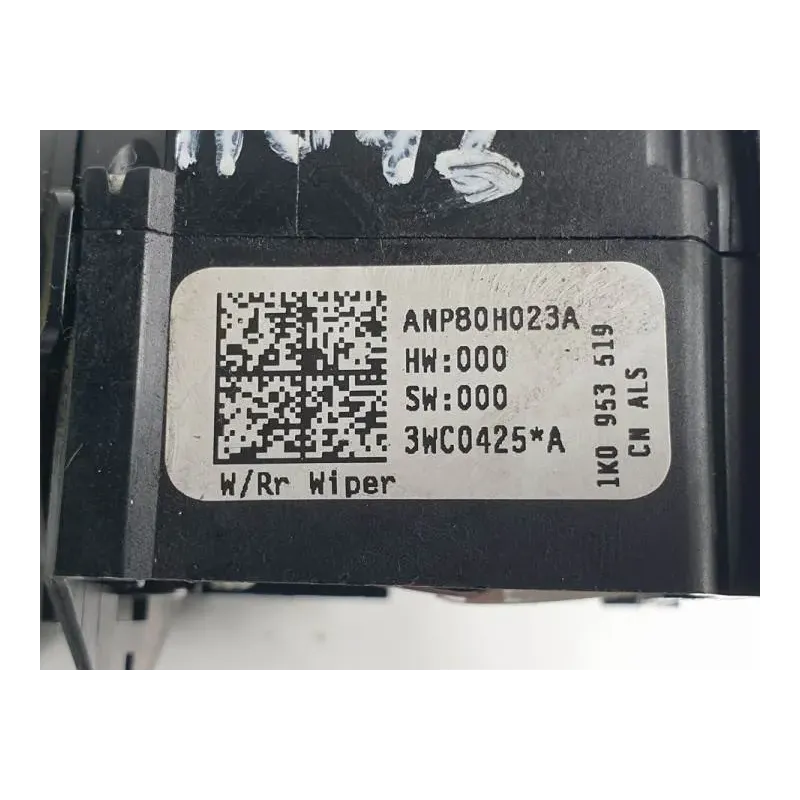 ANP80H023A
HW:000
SW:000
3WC0425*A
W/Rr Wiper
1K0 953 519
CN ALS